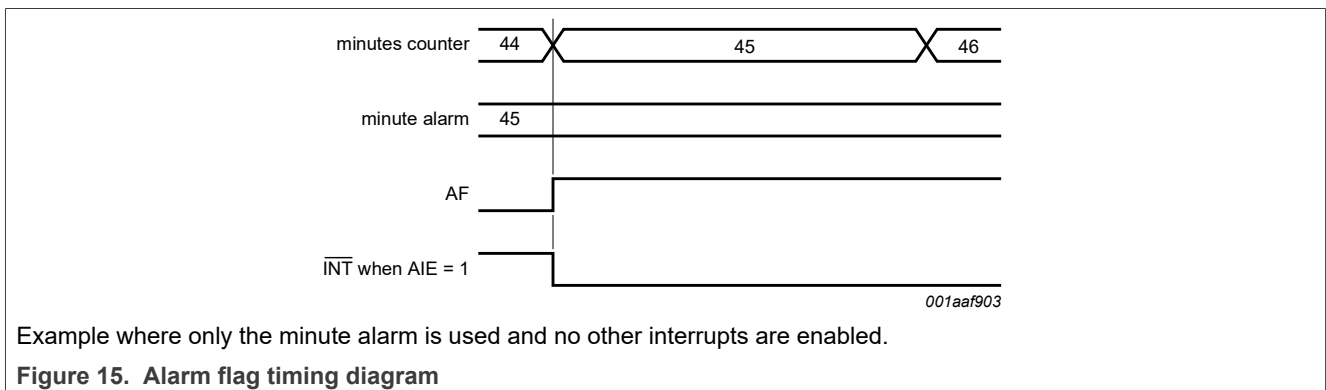 minutes counter 44 45 46
minute alarm 45
AF
INT when AIE = 1
001aaf903
Example where only the minute alarm is used and no other interrupts are enabled.
Figure 15. Alarm flag timing diagram